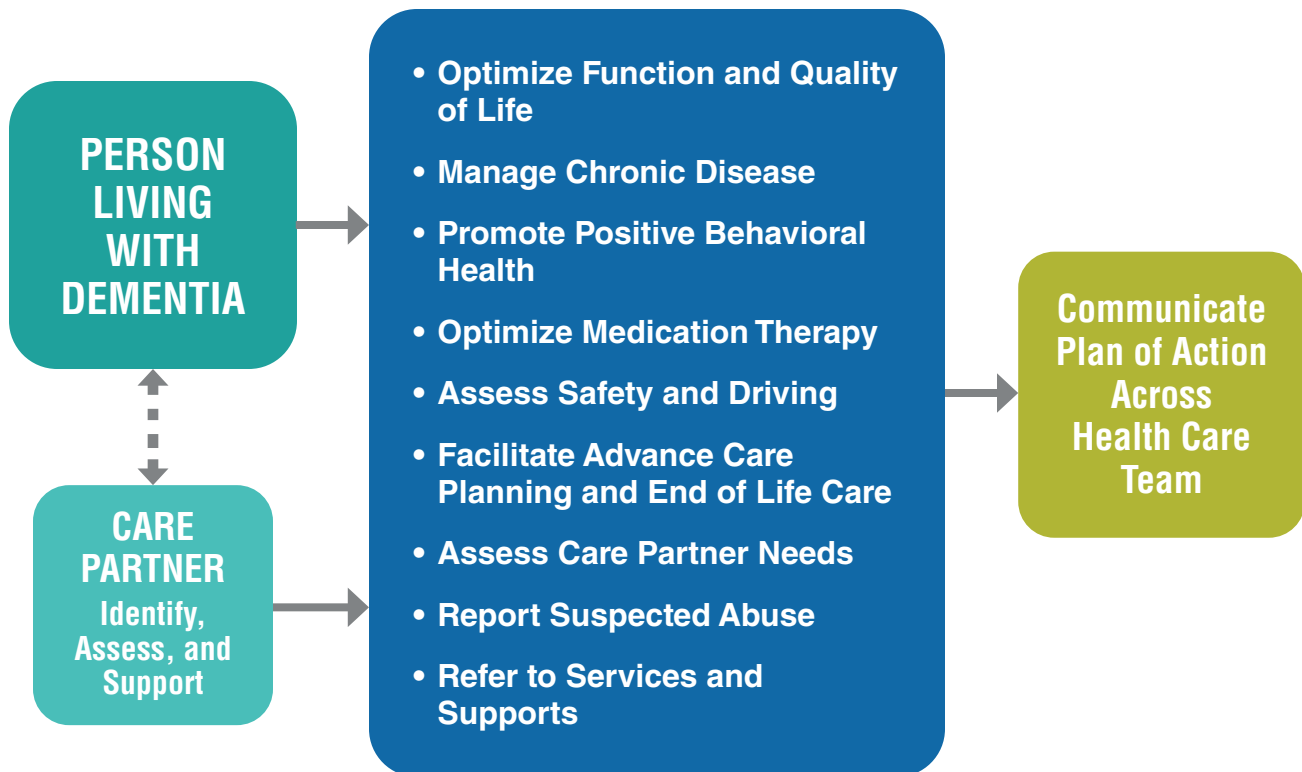 PERSON
LIVING
WITH
DEMENTIA
CARE
PARTNER
Identify,
Assess, and
Support
• Optimize Function and Quality
of Life
• Manage Chronic Disease
• Promote Positive Behavioral
Health
• Optimize Medication Therapy
• Assess Safety and Driving
• Facilitate Advance Care
Planning and End of Life Care
• Assess Care Partner Needs
• Report Suspected Abuse
• Refer to Services and
Supports
Communicate
Plan of Action
Across
Health Care
Team